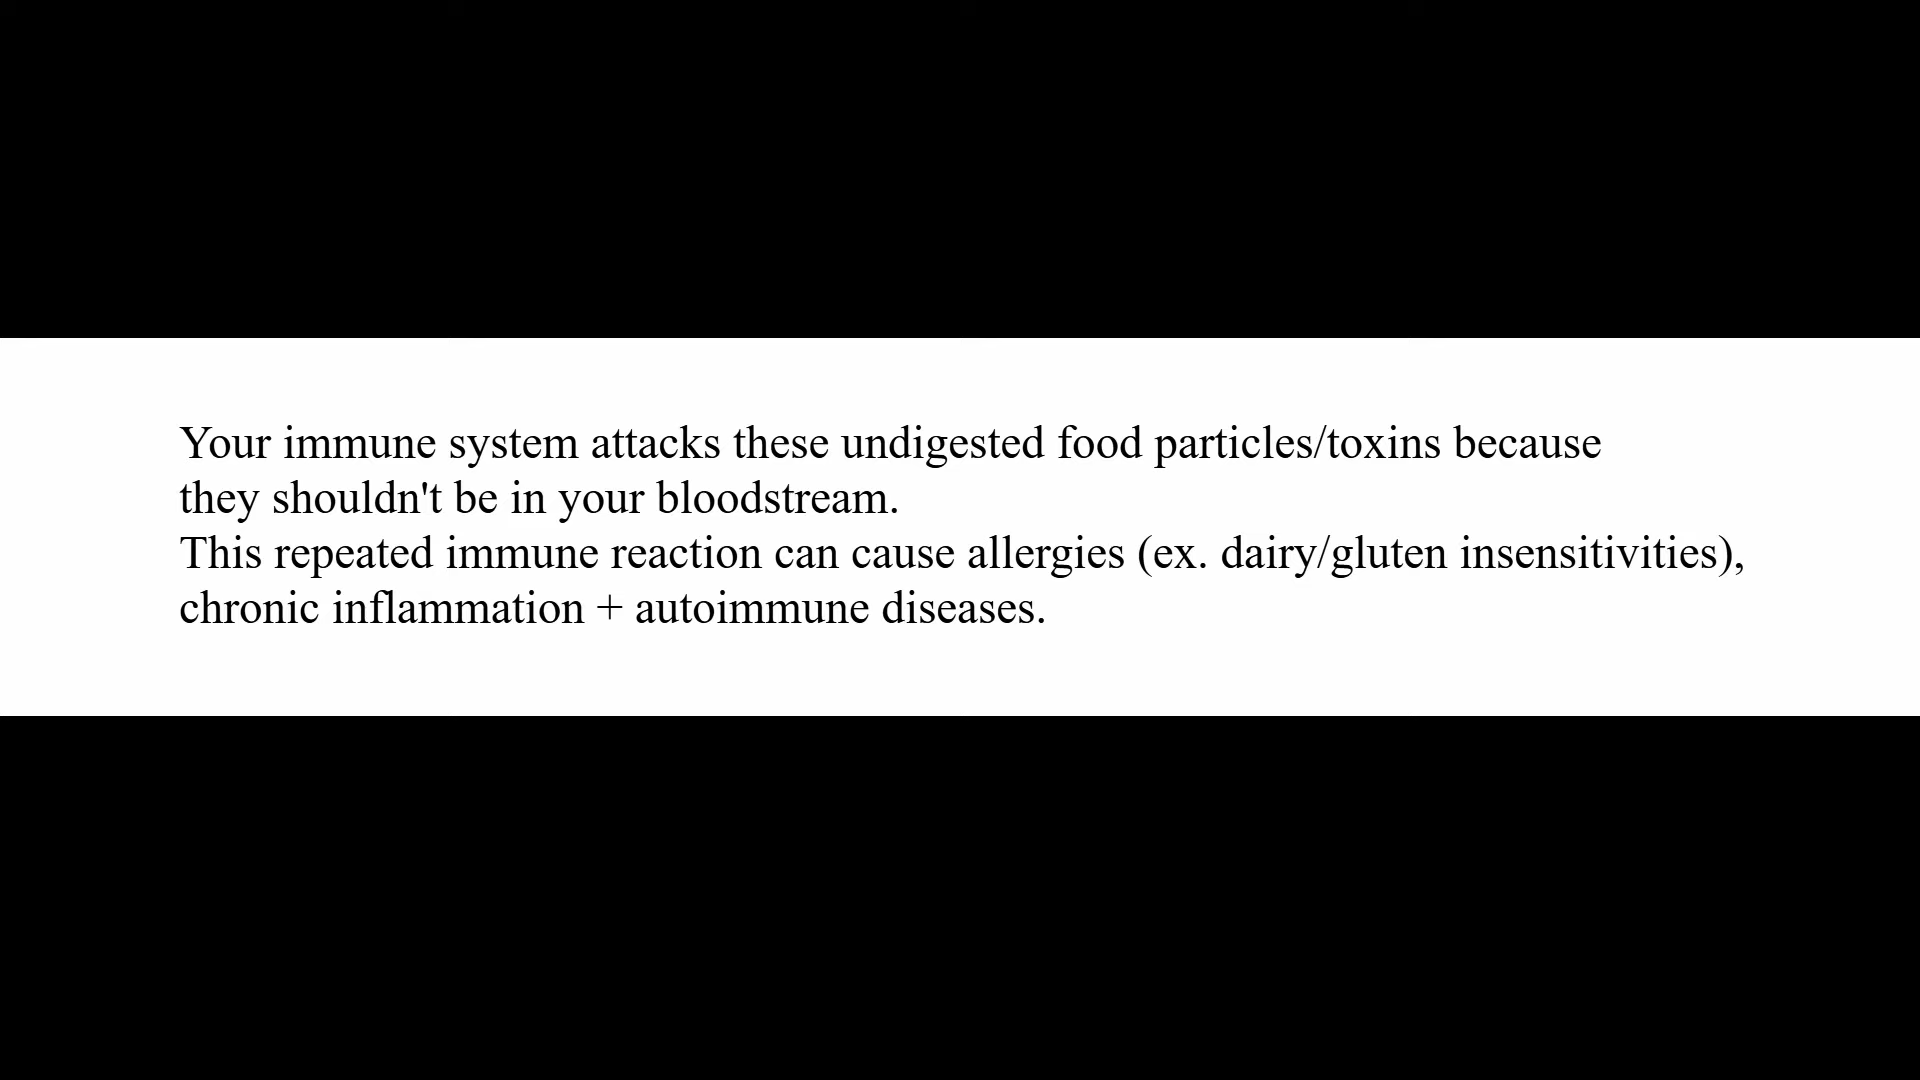 Your immune system attacks these undigested food particles/toxins because
they shouldn't be in your bloodstream.
This repeated immune reaction can cause allergies (ex. dairy/gluten insensitivities),
chronic inflammation + autoimmune diseases.